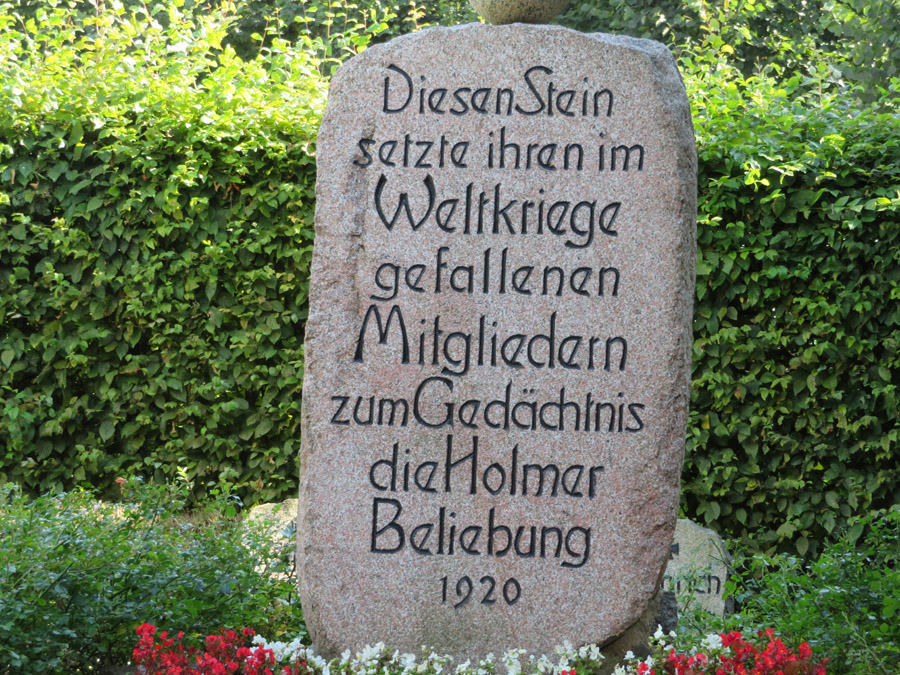 Diesen Stein
setzte ihren im
Weltkriege
gefallenen
Mitgliedern
zum Gedächtnis
die Holmer
Beliebung
1920